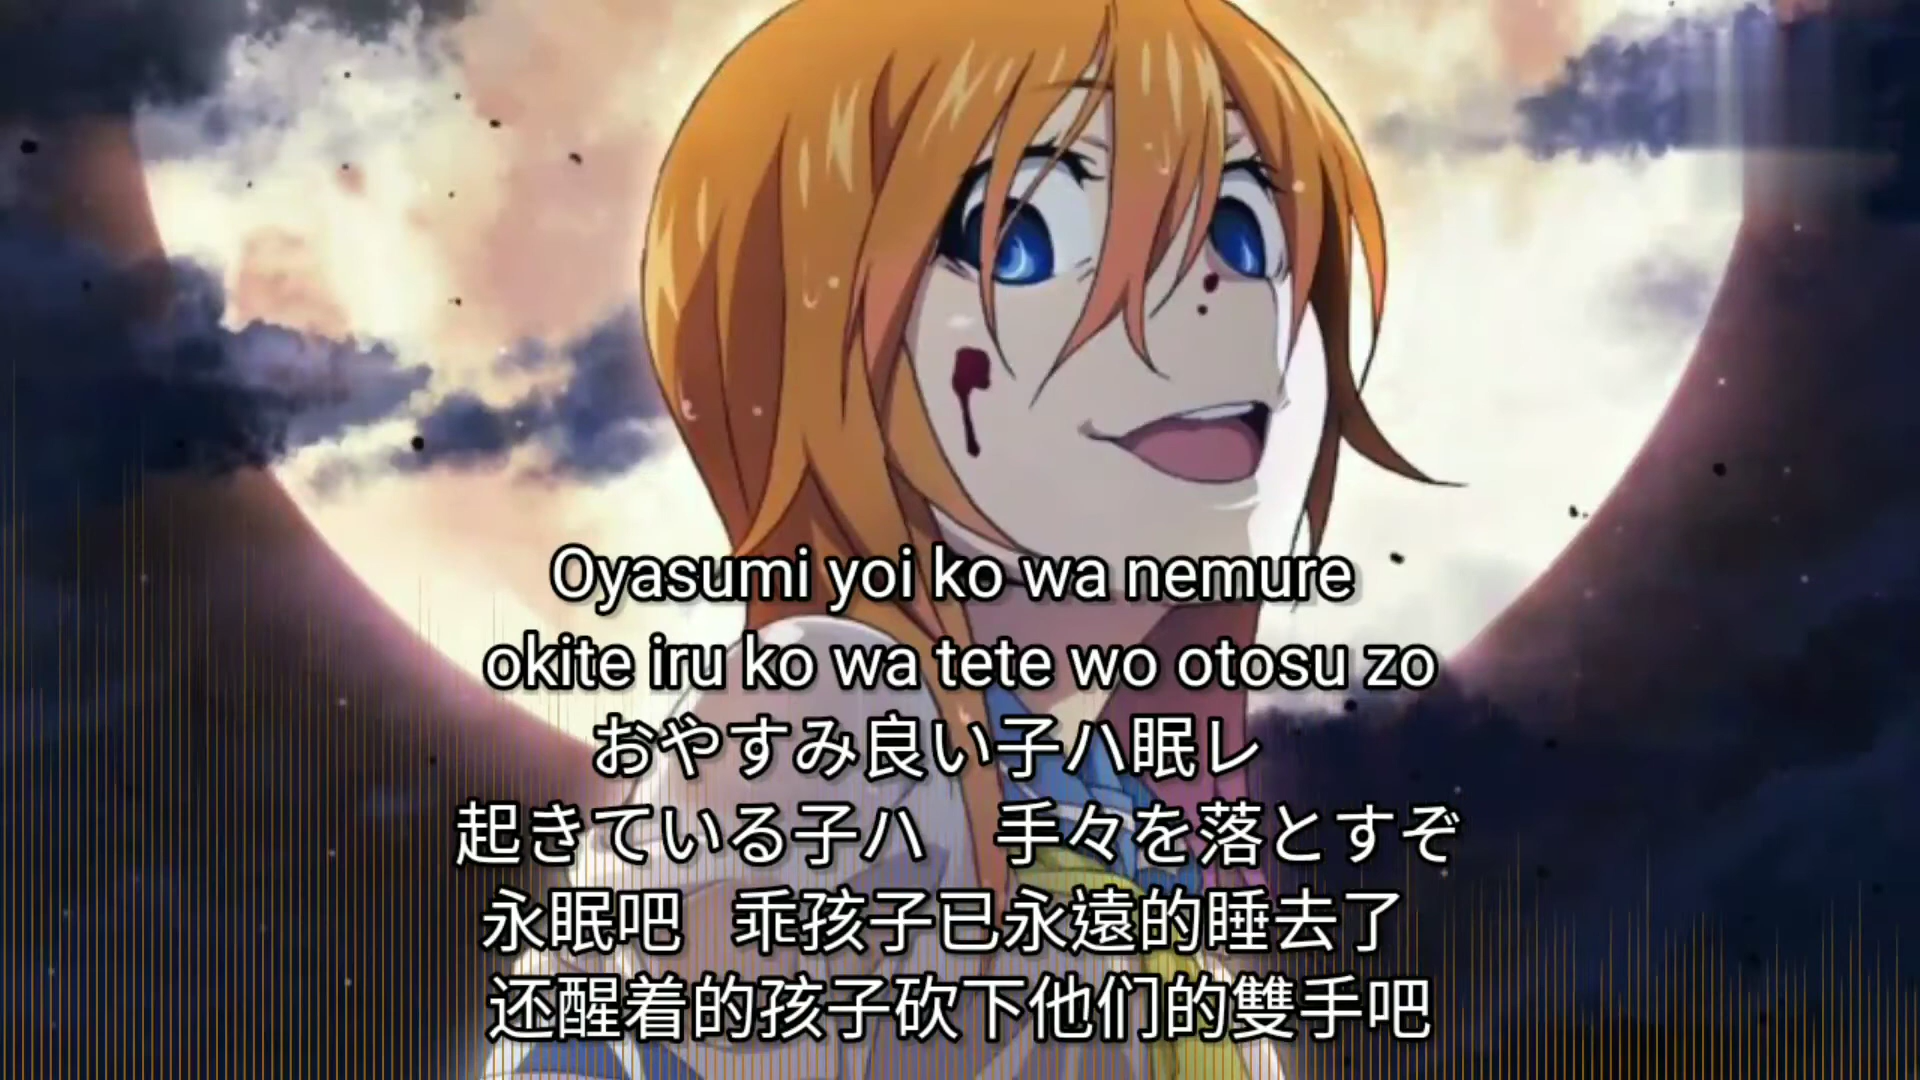 Oyasumi yoi ko wa nemure
okite iru ko wa tete wo otosu zo
おやすみ良い子ハ眠レ
起きている子ハ　手々を落とすぞ
永眠吧 乖孩子已永遠的睡去了
还醒着的孩子砍下他们的雙手吧